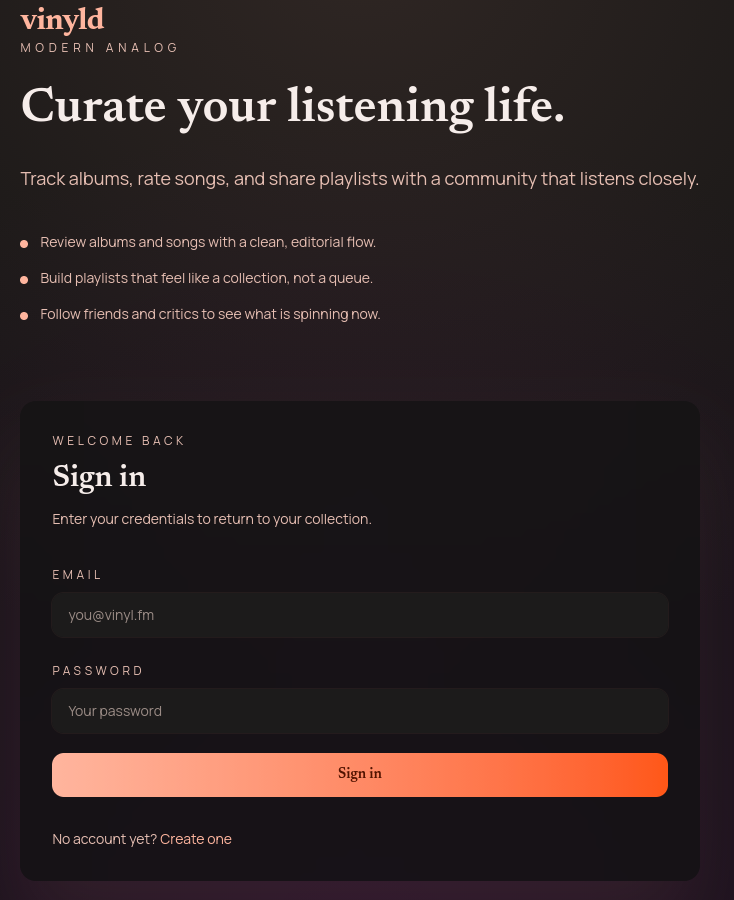 vinyld
MODERN ANALOG
Curate your listening life.
Track albums, rate songs, and share playlists with a community that listens closely.
Review albums and songs with a clean, editorial flow.
Build playlists that feel like a collection, not a queue.
Follow friends and critics to see what is spinning now.
WELCOME BACK
Sign in
Enter your credentials to return to your collection.
EMAIL
you@vinyl.fm
PASSWORD
Your password
Sign in
No account yet? Create one